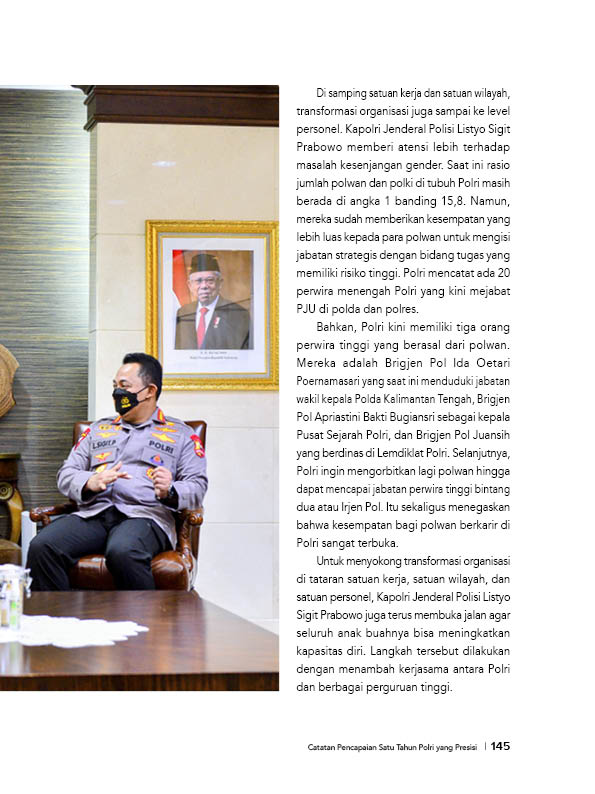 Di samping satuan kerja dan satuan wilayah,
transformasi organisasi juga sampai ke level
personel. Kapolri Jenderal Polisi Listyo Sigit
Prabowo memberi atensi lebih terhadap
masalah kesenjangan gender. Saat ini rasio
jumlah polwan dan polki di tubuh Polri masih
berada di angka 1 banding 15,8. Namun,
mereka sudah memberikan kesempatan yang
lebih luas kepada para polwan untuk mengisi
jabatan strategis dengan bidang tugas yang
memiliki risiko tinggi. Polri mencatat ada 20
perwira menengah Polri yang kini mejabat
PJU di polda dan polres.
Bahkan, Polri kini memiliki tiga orang
perwira tinggi yang berasal dari polwan.
Mereka adalah Brigjen Pol Ida Oetari
Poernamasari yang saat ini menduduki jabatan
wakil kepala Polda Kalimantan Tengah, Brigjen
Pol Apriastini Bakti Bugiansri sebagai kepala
Pusat Sejarah Polri, dan Brigjen Pol Juansih
yang berdinas di Lemdiklat Polri. Selanjutnya,
Polri ingin mengorbitkan lagi polwan hingga
dapat mencapai jabatan perwira tinggi bintang
dua atau Irjen Pol. Itu sekaligus menegaskan
bahwa kesempatan bagi polwan berkarir di
Polri sangat terbuka.
Untuk menyokong transformasi organisasi
di tataran satuan kerja, satuan wilayah, dan
satuan personel, Kapolri Jenderal Polisi Listyo
Sigit Prabowo juga terus membuka jalan agar
seluruh anak buahnya bisa meningkatkan
kapasitas diri. Langkah tersebut dilakukan
dengan menambah kerjasama antara Polri
dan berbagai perguruan tinggi.
POLRI
Catatan Pencapaian Satu Tahun Polri yang Presisi | 145